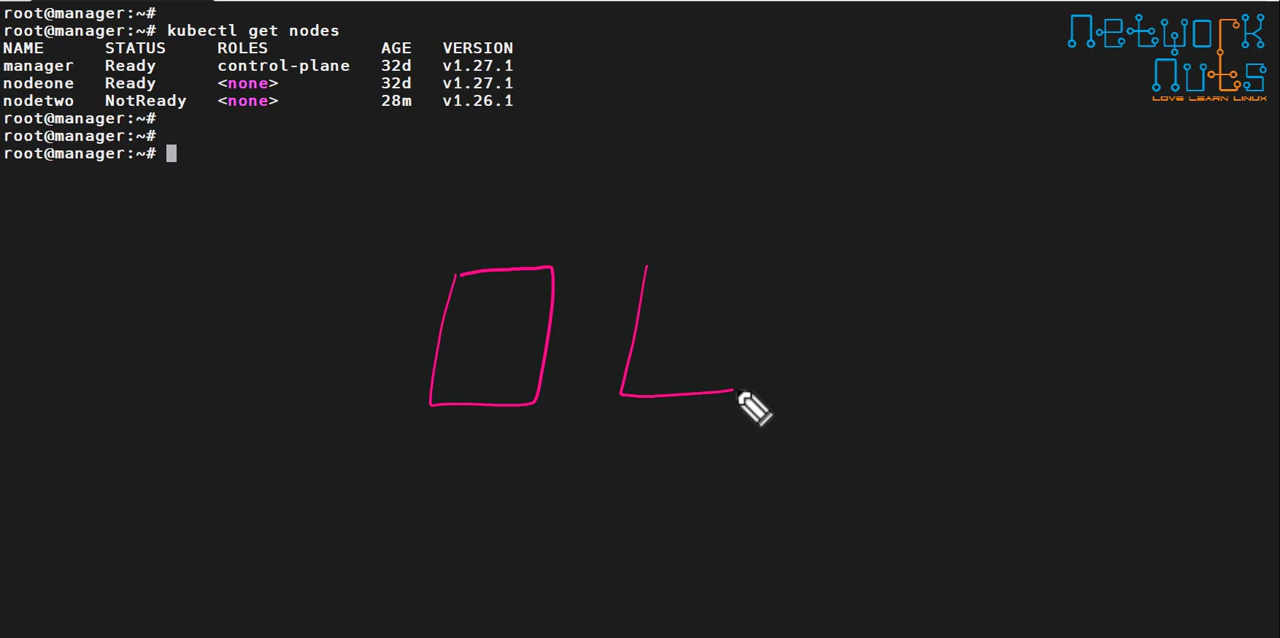 root@manager:~#
root@manager:~# kubectl get nodes
NAME STATUS ROLES AGE VERSION
manager Ready control-plane 32d v1.27.1
nodeone Ready <none> 32d v1.27.1
nodetwo NotReady <none> 28m v1.26.1
root@manager:~#
root@manager:~#
root@manager:~#
network
nuts
LOVE LEARN LINUX